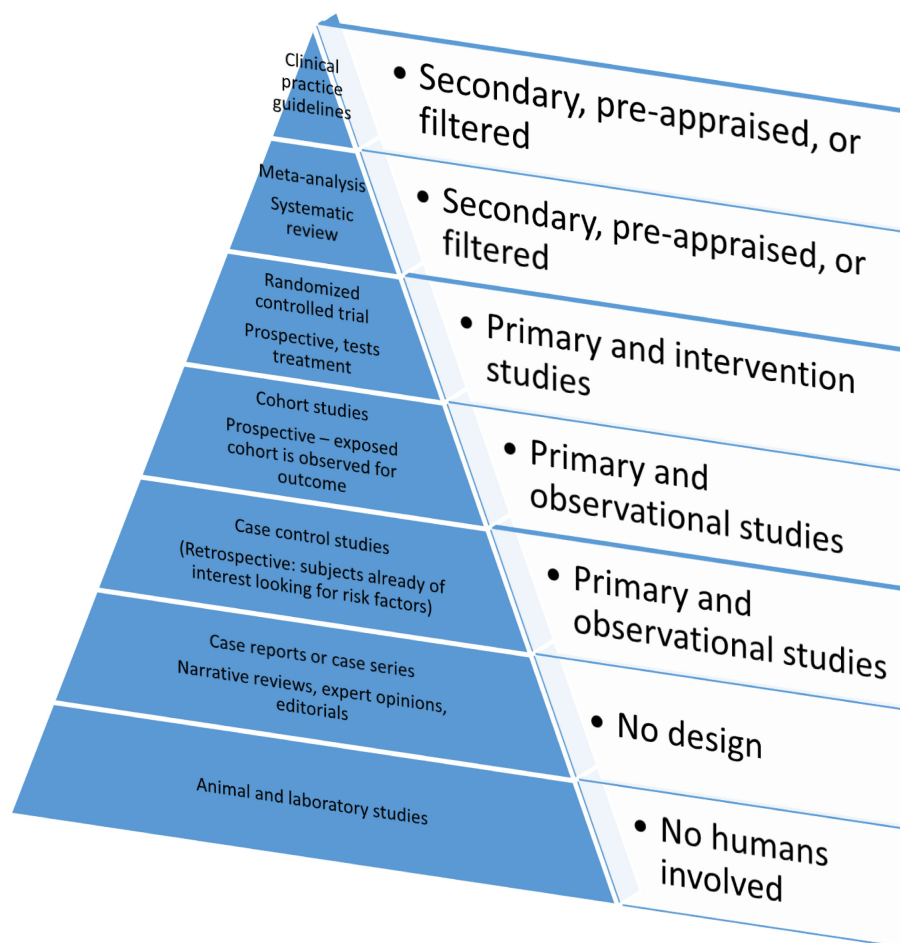 Clinical
practice
guidelines
• Secondary, pre-appraised, or
filtered
Meta-analysis
Systematic
review
• Secondary, pre-appraised, or
filtered
Randomized
controlled trial
Prospective, tests
treatment
• Primary and intervention
studies
Cohort studies
Prospective – exposed
cohort is observed for
outcome
• Primary and
observational studies
Case control studies
(Retrospective: subjects already of
interest looking for risk factors)
• Primary and
observational studies
Case reports or case series
Narrative reviews, expert opinions,
editorials
• No design
Animal and laboratory studies
• No humans
involved